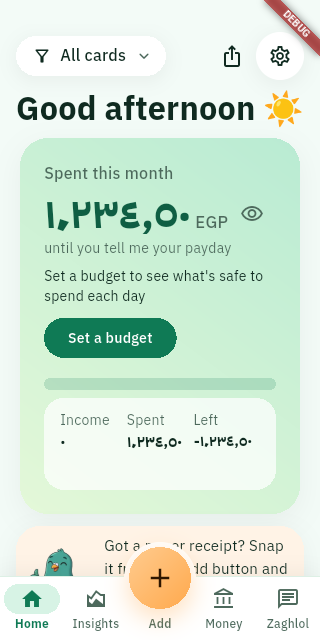 DEBUG
All cards
Good afternoon ☀️
Spent this month
١,٢٣٤,٥٠ EGP
until you tell me your payday
Set a budget to see what's safe to
spend each day
Set a budget
Income Spent Left
٠ ١,٢٣٤,٥٠ -١,٢٣٤,٥٠
Got a or receipt? Snap
it dd button and
Home Insights Add Money Zaghlol